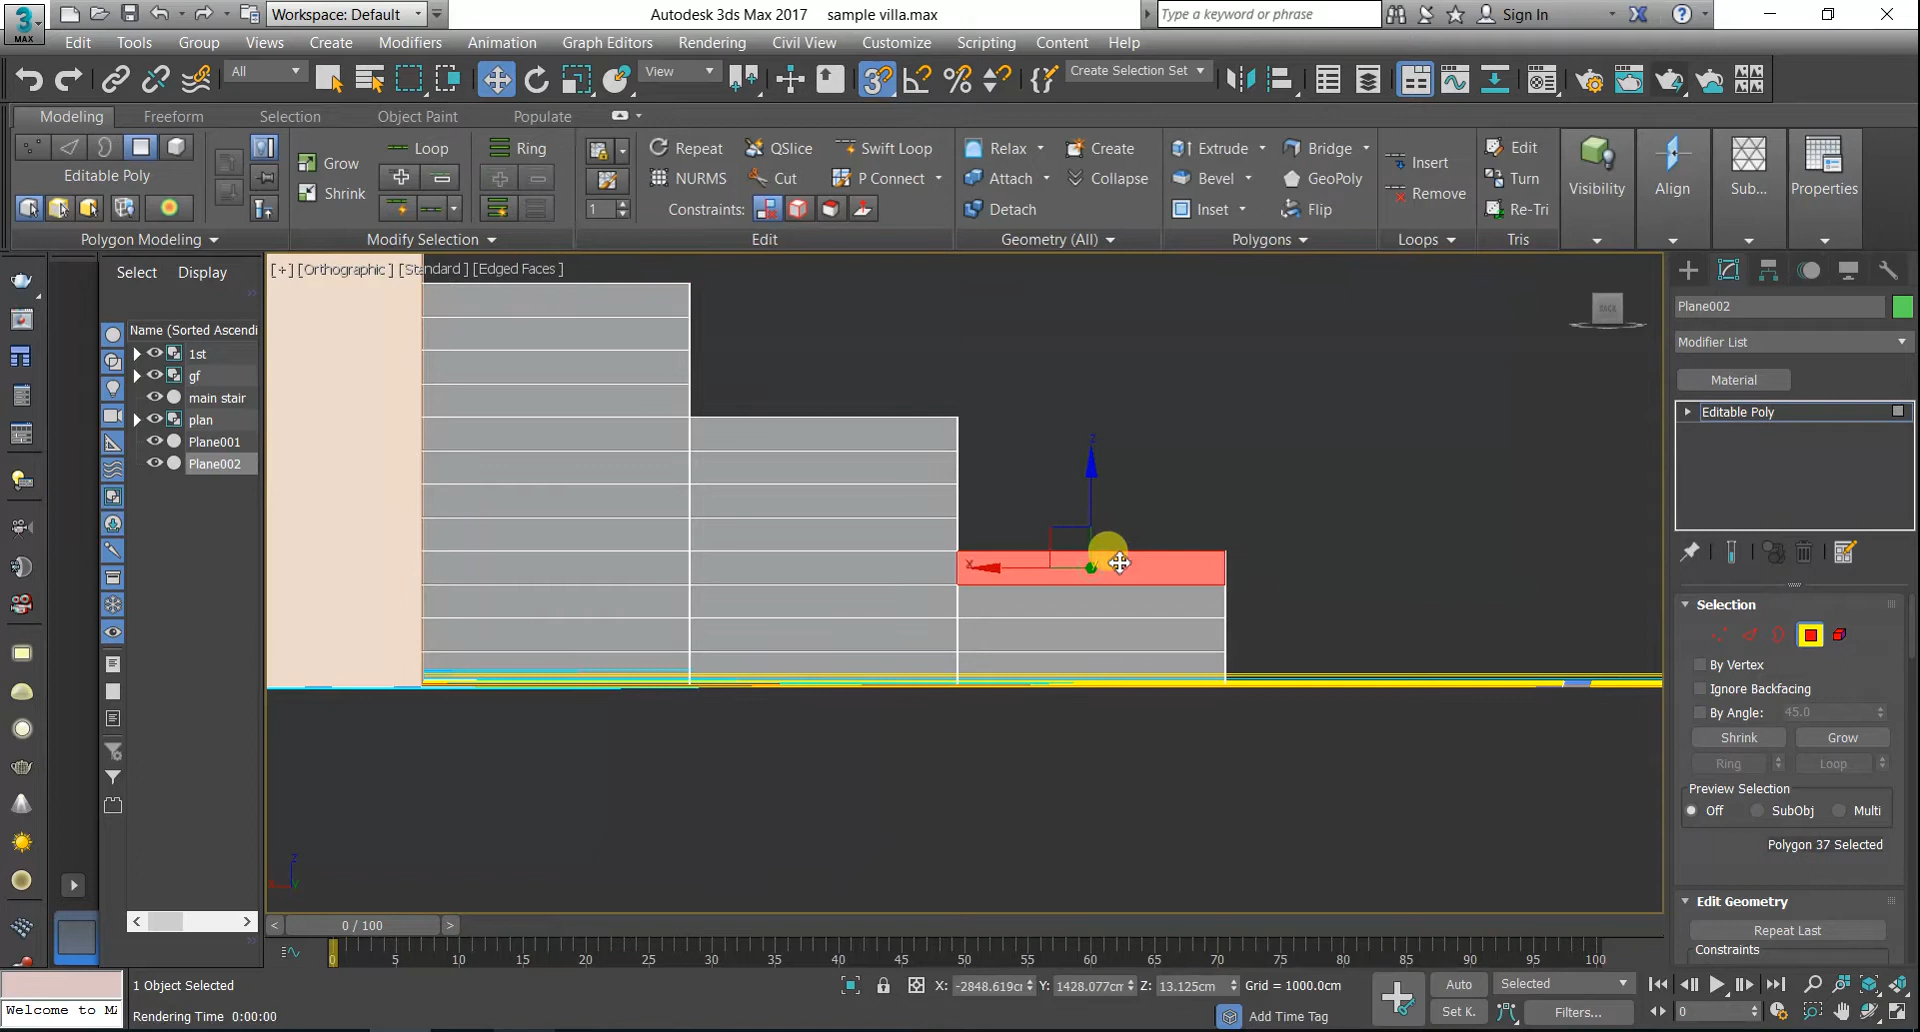 3 MAX Workspace: Default Autodesk 3ds Max 2017 sample villa.max Type a keyword or phrase Sign In
Edit Tools Group Views Create Modifiers Animation Graph Editors Rendering Civil View Customize Scripting Content Help
All View Create Selection Set
Modeling Freeform Selection Object Paint Populate
Grow Loop Ring Repeat QSlice Swift Loop Relax Create Extrude Bridge Insert Edit
Editable Poly Shrink NURMS Cut P Connect Attach Collapse Bevel GeoPoly Remove Turn Visibility Align Sub... Properties
1 Constraints: Detach Inset Flip Re-Tri
Polygon Modeling Modify Selection Edit Geometry (All) Polygons Loops Tris
Select Display
[+] [Orthographic ] [Standard ] [Edged Faces ]
BACK
Name (Sorted Ascendi
1st
gf
main stair
plan
Plane001
Plane002
z
x
z
x y
Plane002
Modifier List
Material
Editable Poly
Selection
By Vertex
Ignore Backfacing
By Angle: 45.0
Shrink Grow
Ring Loop
Preview Selection
Off SubObj Multi
Polygon 37 Selected
Edit Geometry
Repeat Last
Constraints
< 0 / 100 >
0 5 10 15 20 25 30 35 40 45 50 55 60 65 70 75 80 85 90 95 100
1 Object Selected X: -2848.619cm Y: 1428.077cm Z: 13.125cm Grid = 1000.0cm Auto Selected
Welcome to MA Rendering Time 0:00:00 Add Time Tag Set K. Filters... 0